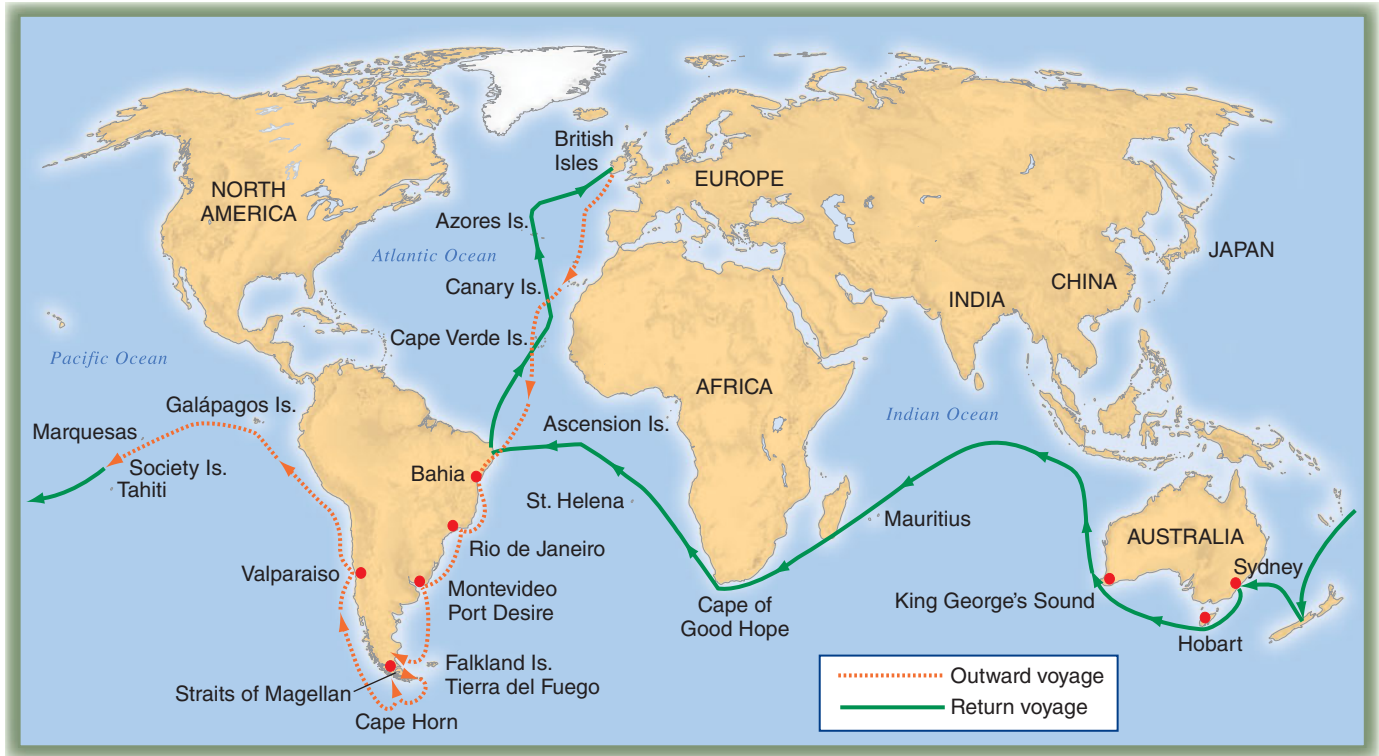 British
Isles
NORTH
AMERICA
EUROPE
Azores Is.
Atlantic Ocean
JAPAN
CHINA
Canary Is.
INDIA
Cape Verde Is.
Pacific Ocean
AFRICA
Galápagos Is.
Indian Ocean
Ascension Is.
Marquesas
Society Is.
Tahiti
Bahia
St. Helena
Mauritius
AUSTRALIA
Rio de Janeiro
Valparaiso
Sydney
Montevideo
Port Desire
King George's Sound
Cape of
Good Hope
Hobart
Falkland Is.
Tierra del Fuego
Straits of Magellan
Cape Horn
Outward voyage
Return voyage